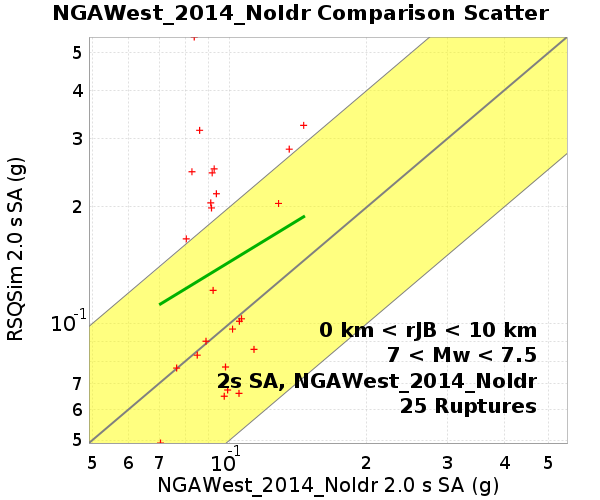 NGAWest_2014_NoIdr Comparison Scatter
RSQSim 2.0 s SA (g)
5
4
3
2
10-1
7
6
5
0 km < rJB < 10 km
7 < Mw < 7.5
2s SA, NGAWest_2014_NoIdr
25 Ruptures
5 6 7 10-1 2 3 4 5
NGAWest_2014_NoIdr 2.0 s SA (g)